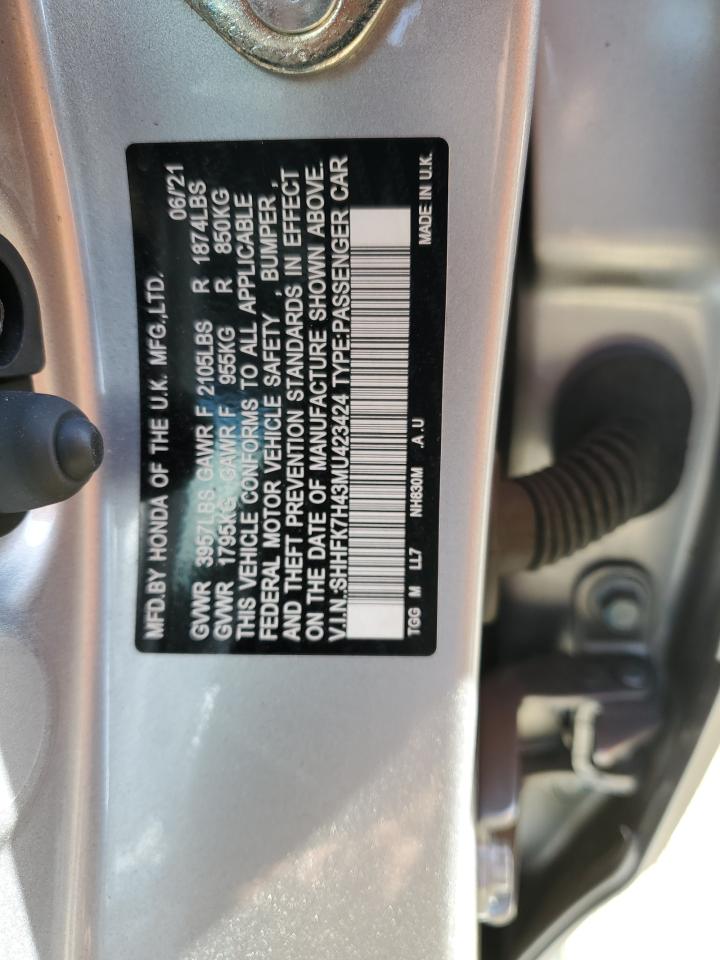 MFD.BY HONDA OF THE U.K. MFG.,LTD. 06/'21
GVWR 3957LBS GAWR F 2105LBS R 1874LBS
GVWR 1795KG GAWR F 955KG R 850KG
THIS VEHICLE CONFORMS TO ALL APPLICABLE
FEDERAL MOTOR VEHICLE SAFETY , BUMPER ,
AND THEFT PREVENTION STANDARDS IN EFFECT
ON THE DATE OF MANUFACTURE SHOWN ABOVE.
V.I.N.:SHHFK7H43MU423424 TYPE:PASSENGER CAR
TGG M LL7 NH830M .A .U MADE IN U.K.